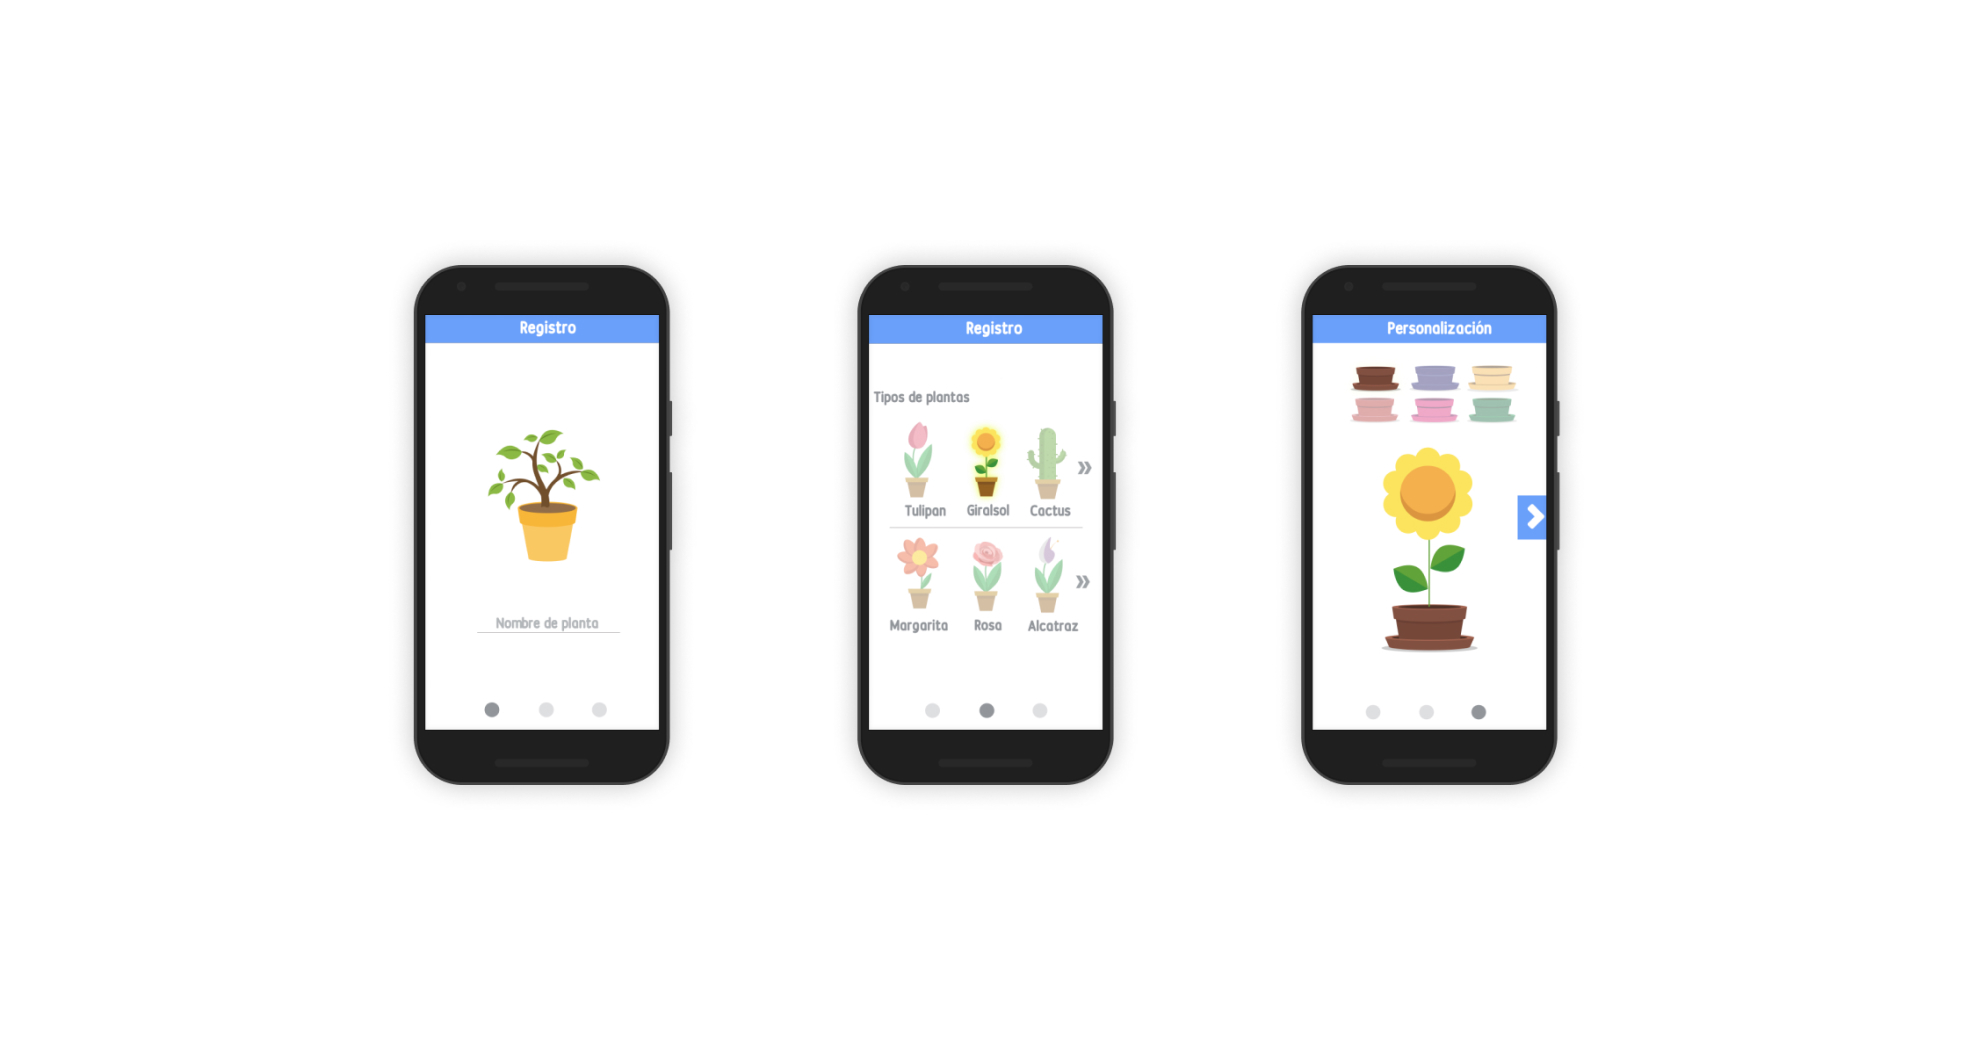 Registro
Nombre de planta
Registro
Tipos de plantas
Tulipan Giralsol Cactus
Margarita Rosa Alcatraz
Personalización